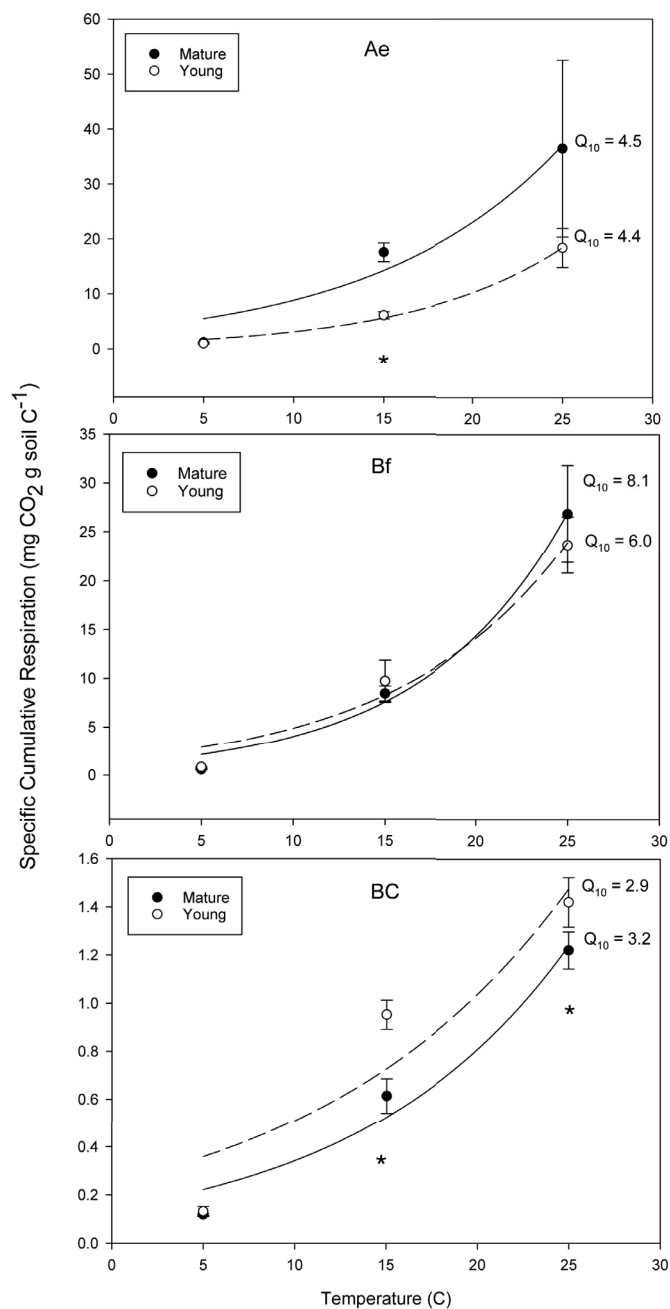 Specific Cumulative Respiration (mg CO2 g soil C-1)
Ae
Mature
Young
60
50
40
30
20
10
0
Q10 = 4.5
Q10 = 4.4
*
0 5 10 15 20 25 30
Bf
Mature
Young
35
30
25
20
15
10
5
0
Q10 = 8.1
Q10 = 6.0
0 5 10 15 20 25 30
BC
Mature
Young
1.6
1.4
1.2
1.0
0.8
0.6
0.4
0.2
0.0
Q10 = 2.9
Q10 = 3.2
*
*
0 5 10 15 20 25 30
Temperature (C)